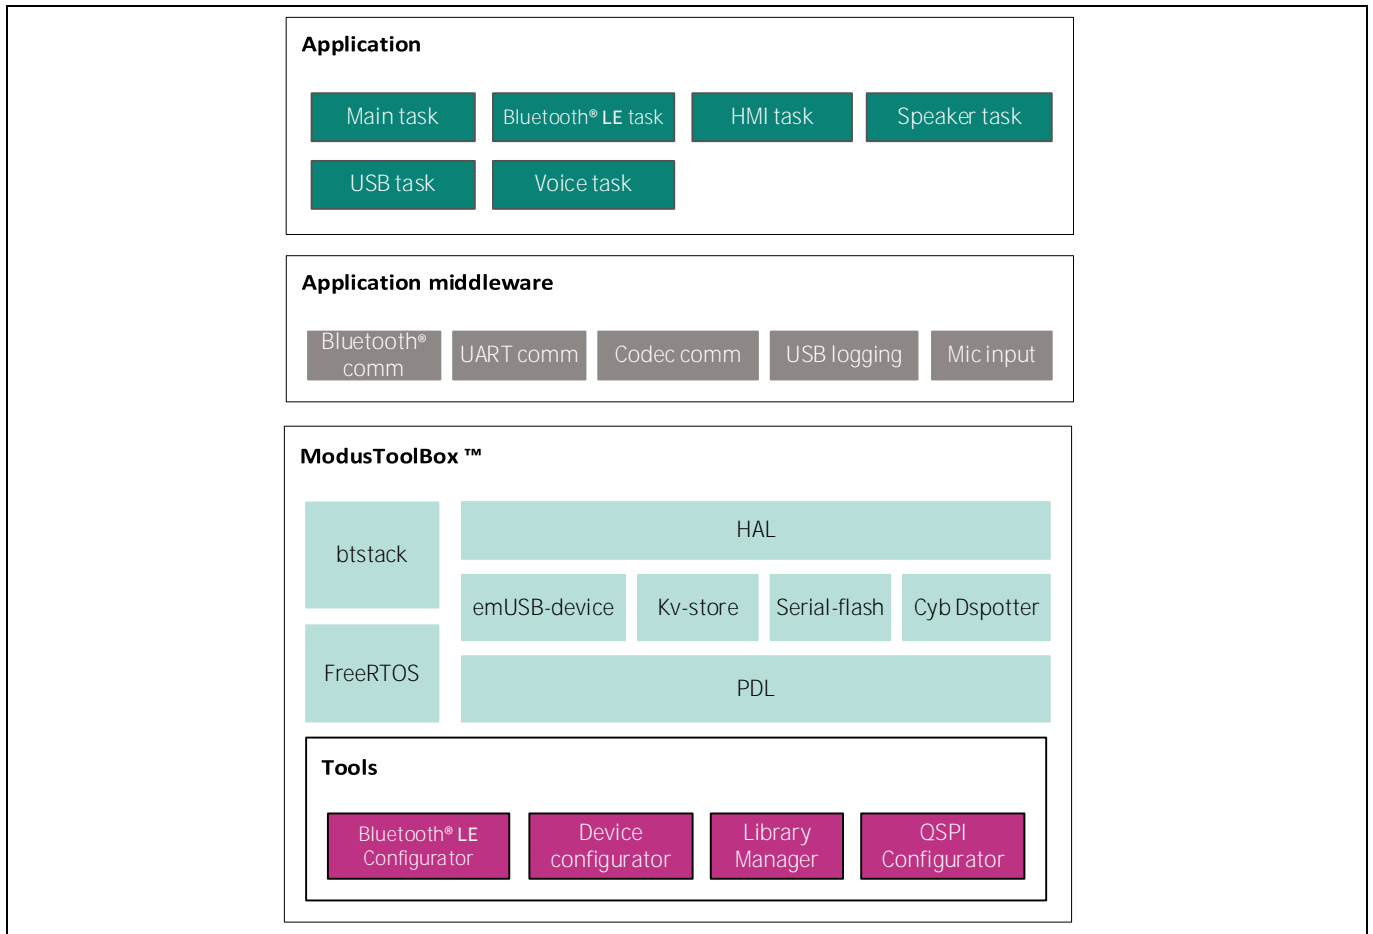 Application
Main task
Bluetooth® LE task
HMI task
Speaker task
USB task
Voice task
Application middleware
Bluetooth®
comm
UART comm
Codec comm
USB logging
Mic input
ModusToolBox ™
btstack
HAL
emUSB-device
Kv-store
Serial-flash
Cyb Dspotter
FreeRTOS
PDL
Tools
Bluetooth® LE
Configurator
Device
configurator
Library
Manager
QSPI
Configurator